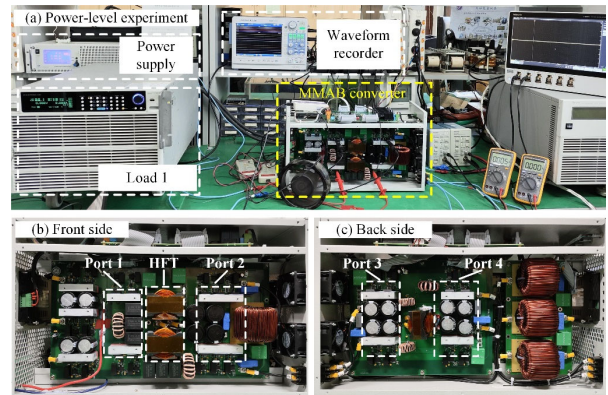 (a) Power-level experiment
Power
supply
Waveform
recorder
MMAB converter
Load 1
(b) Front side
Port 1 HFT Port 2
(c) Back side
Port 3 Port 4